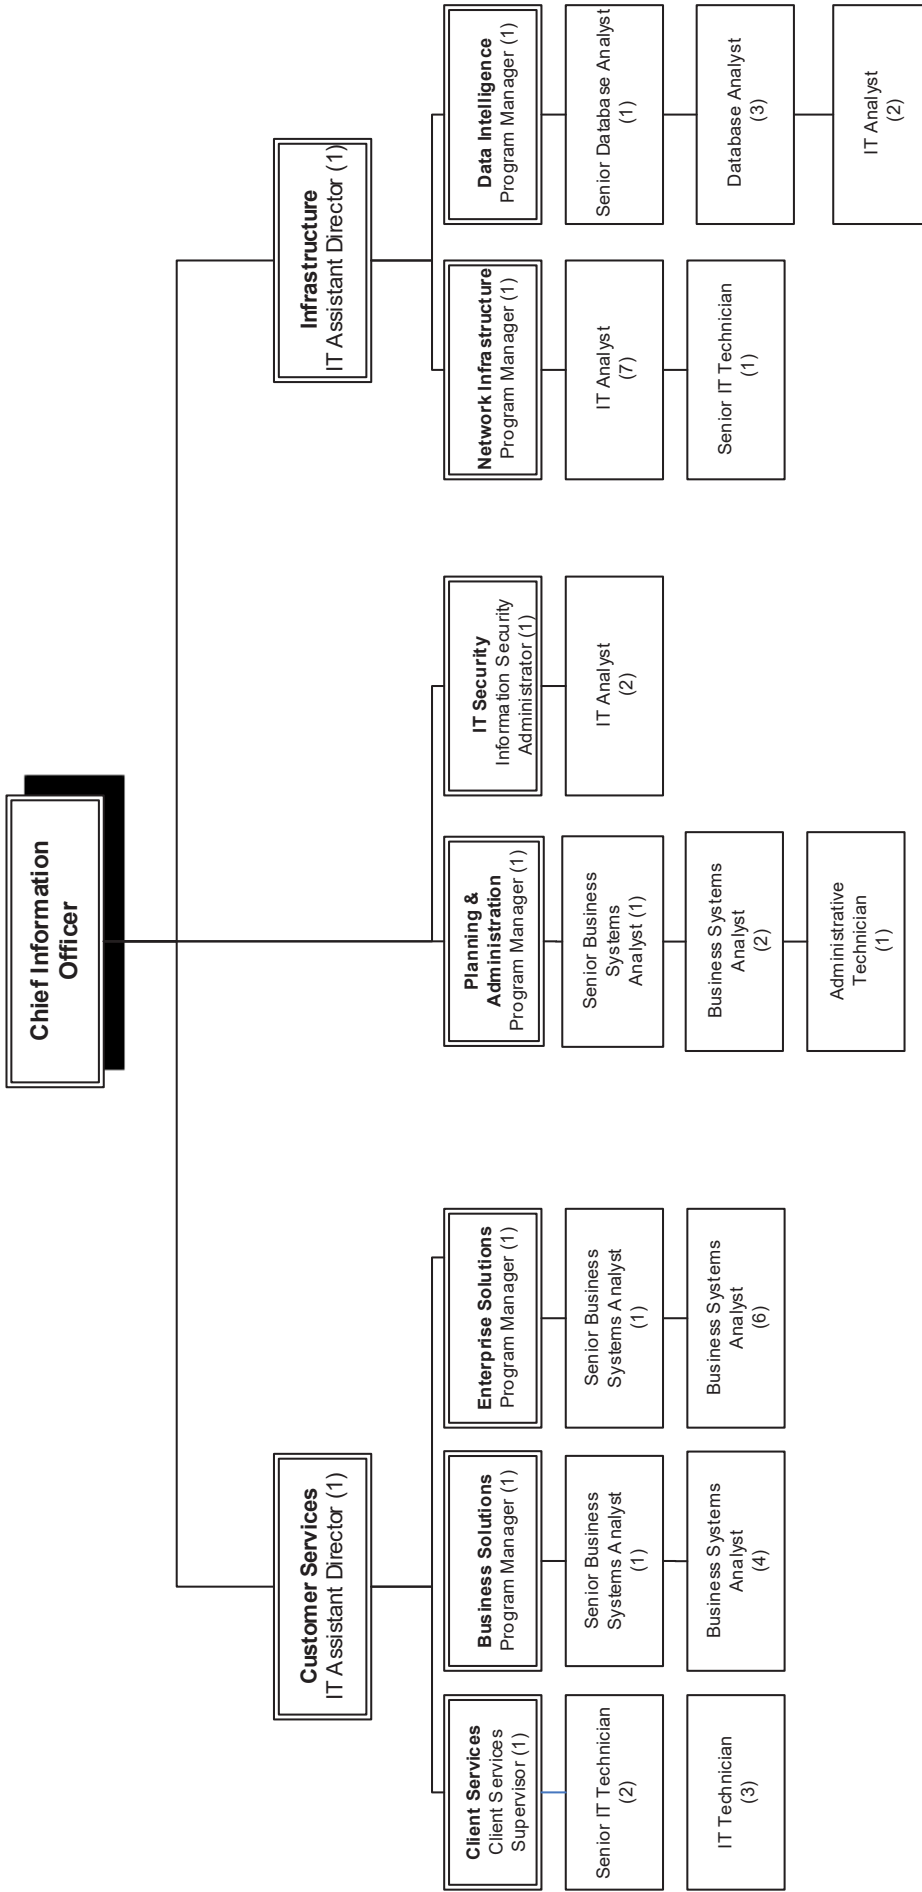 Chief Information
Officer
Customer Services
IT Assistant Director (1)
Infrastructure
IT Assistant Director (1)
Client Services
Client Services
Supervisor (1)
Senior IT Technician
(2)
IT Technician
(3)
Business Solutions
Program Manager (1)
Senior Business
Systems Analyst
(1)
Business Systems
Analyst
(4)
Enterprise Solutions
Program Manager (1)
Senior Business
Systems Analyst
(1)
Business Systems
Analyst
(6)
Planning &
Administration
Program Manager (1)
Senior Business
Systems
Analyst (1)
Business Systems
Analyst
(2)
Administrative
Technician
(1)
IT Security
Information Security
Administrator (1)
IT Analyst
(2)
Network Infrastructure
Program Manager (1)
IT Analyst
(7)
Senior IT Technician
(1)
Data Intelligence
Program Manager (1)
Senior Database Analyst
(1)
Database Analyst
(3)
IT Analyst
(2)